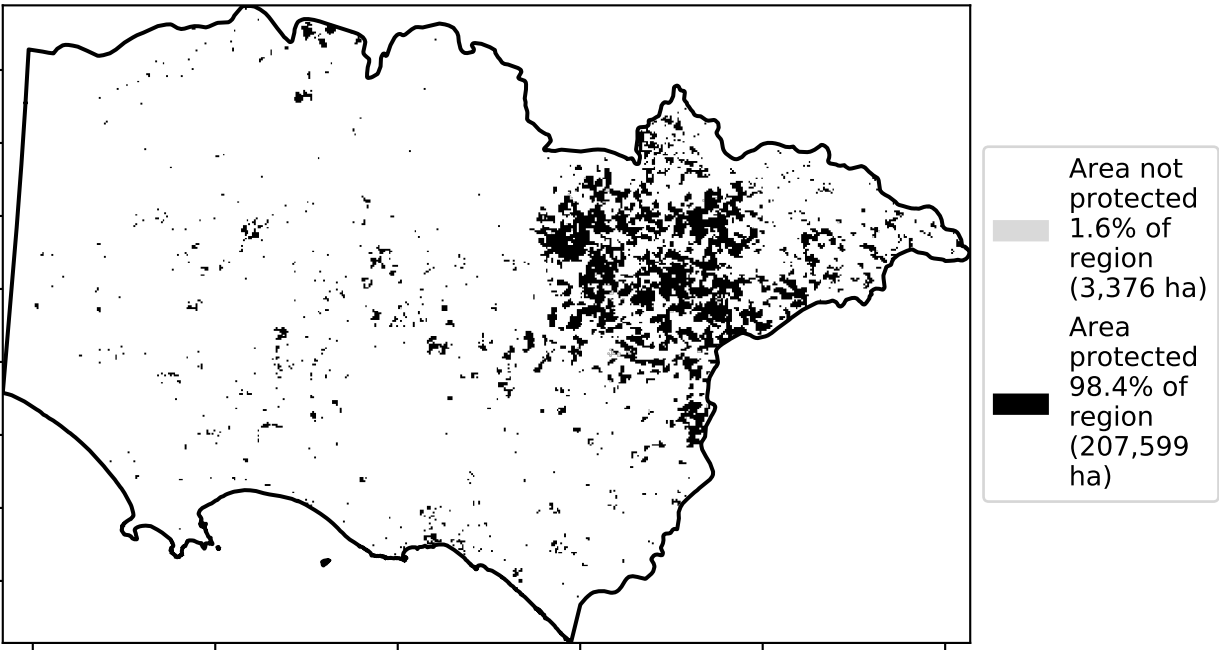 Area not
protected
1.6% of
region
(3,376 ha)
Area
protected
98.4% of
region
(207,599
ha)